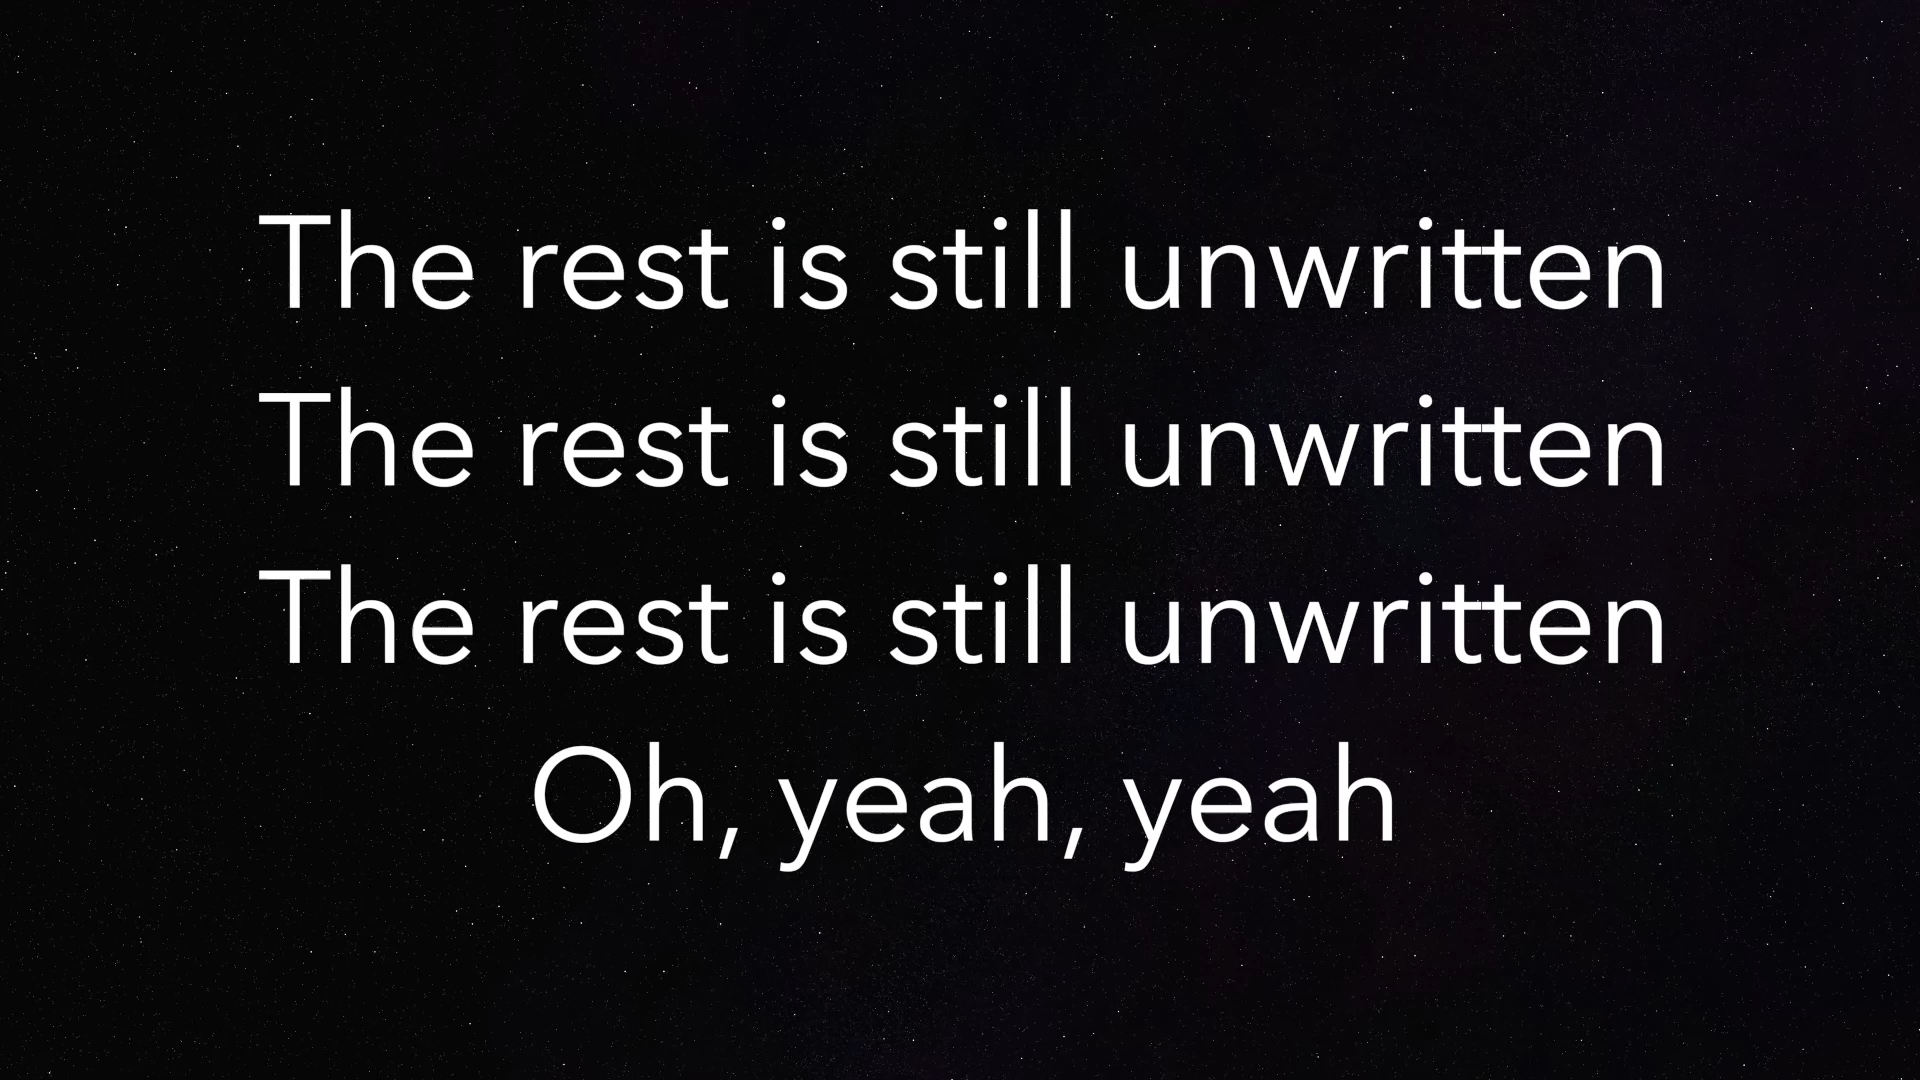 The rest is still unwritten
The rest is still unwritten
The rest is still unwritten
Oh, yeah, yeah